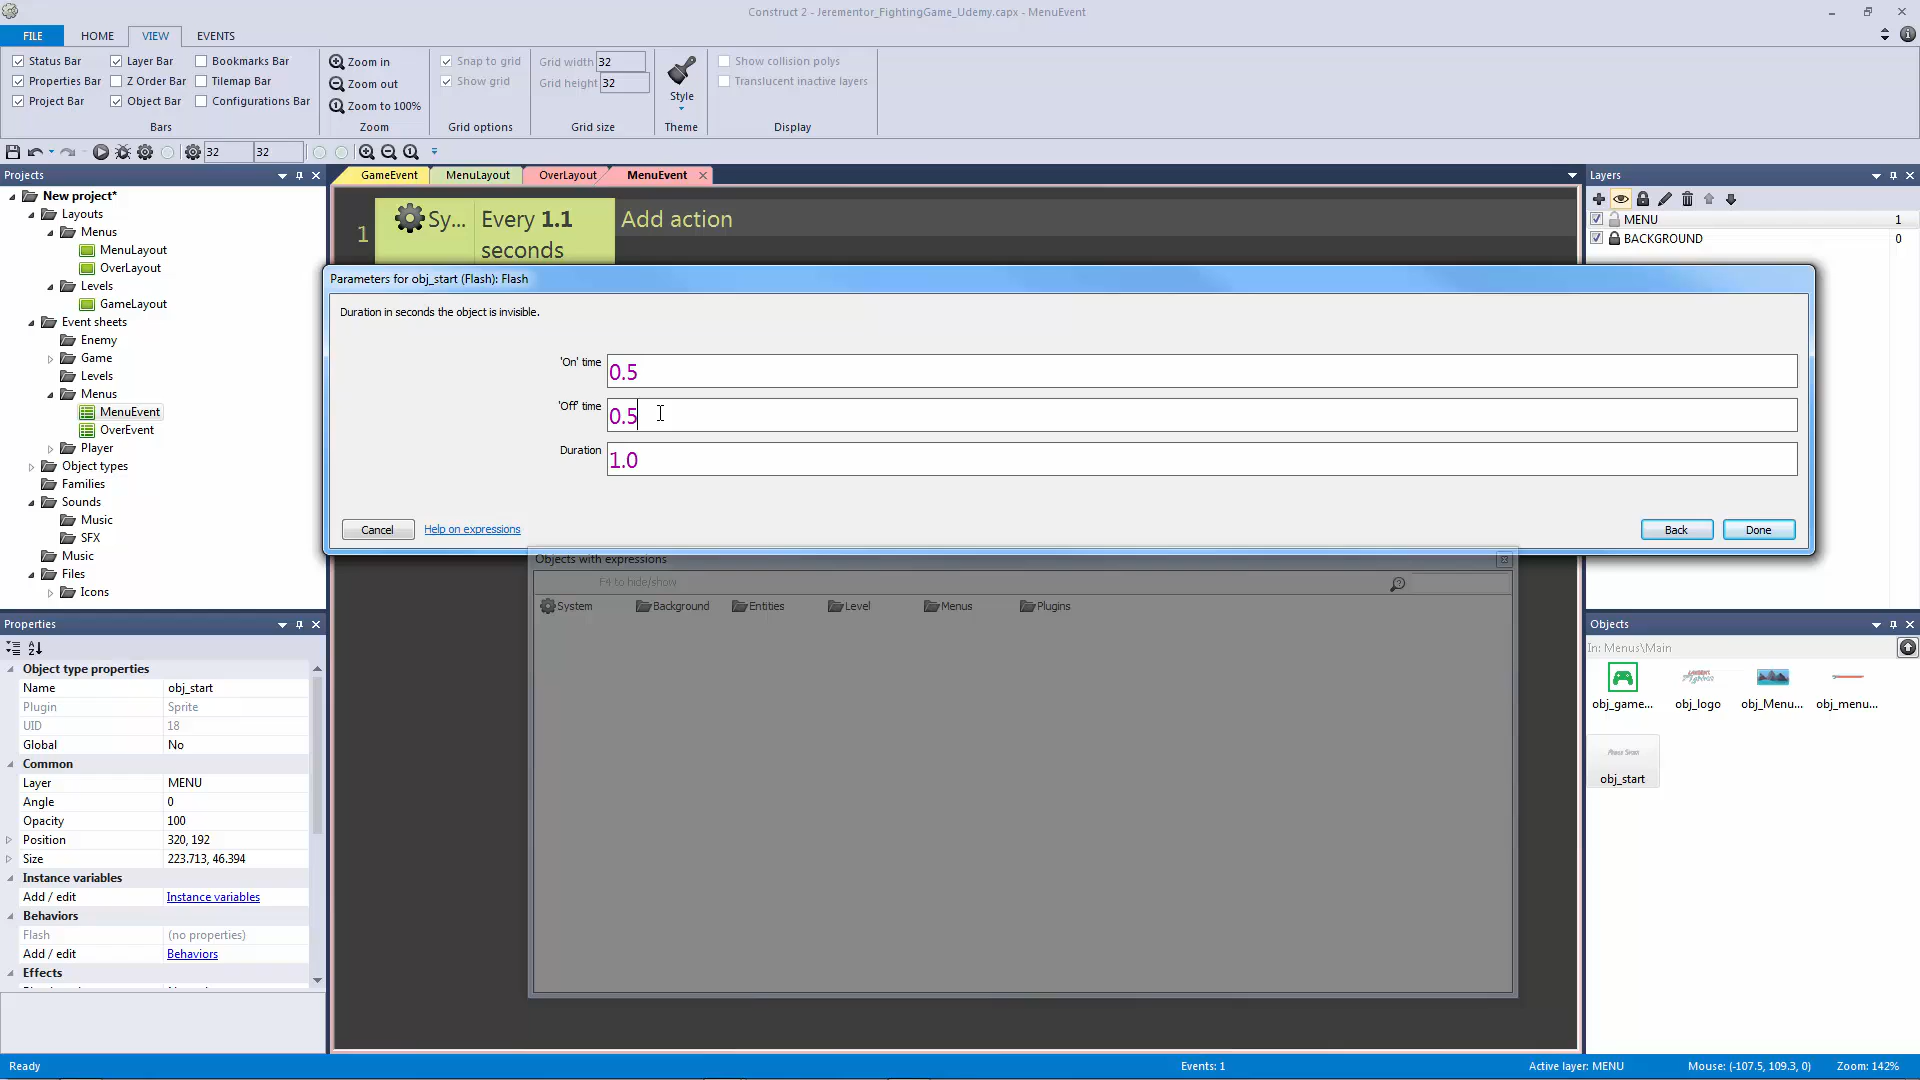 Construct 2 - Jerementor_FightingGame_Udemy.capx - MenuEvent
FILE HOME VIEW EVENTS
Status Bar Layer Bar Bookmarks Bar Zoom in Snap to grid Grid width 32 Show collision polys
Properties Bar Z Order Bar Tilemap Bar Zoom out Show grid Grid height 32 Translucent inactive layers
Project Bar Object Bar Configurations Bar Zoom to 100% Style
Bars Zoom Grid options Grid size Theme Display
32 32
Projects
New project*
Layouts
Menus
MenuLayout
OverLayout
Levels
GameLayout
Event sheets
Enemy
Game
Levels
Menus
MenuEvent
OverEvent
Player
Object types
Families
Sounds
Music
SFX
Music
Files
Icons
GameEvent MenuLayout OverLayout MenuEvent
1 Sy... Every 1.1 seconds Add action
Parameters for obj_start (Flash): Flash
Duration in seconds the object is invisible.
'On' time 0.5
'Off' time 0.5
Duration 1.0
Cancel Help on expressions Back Done
Objects with expressions
F4 to hide/show
System Background Entities Level Menus Plugins
Layers
MENU 1
BACKGROUND 0
Properties
Object type properties
Name obj_start
Plugin Sprite
UID 18
Global No
Common
Layer MENU
Angle 0
Opacity 100
Position 320, 192
Size 223.713, 46.394
Instance variables
Add / edit Instance variables
Behaviors
Flash (no properties)
Add / edit Behaviors
Effects
Objects
In: Menus\Main
obj_game... obj_logo obj_Menu... obj_menu...
Press Start
obj_start
Ready Events: 1 Active layer: MENU Mouse: (-107.5, 109.3, 0) Zoom: 142%